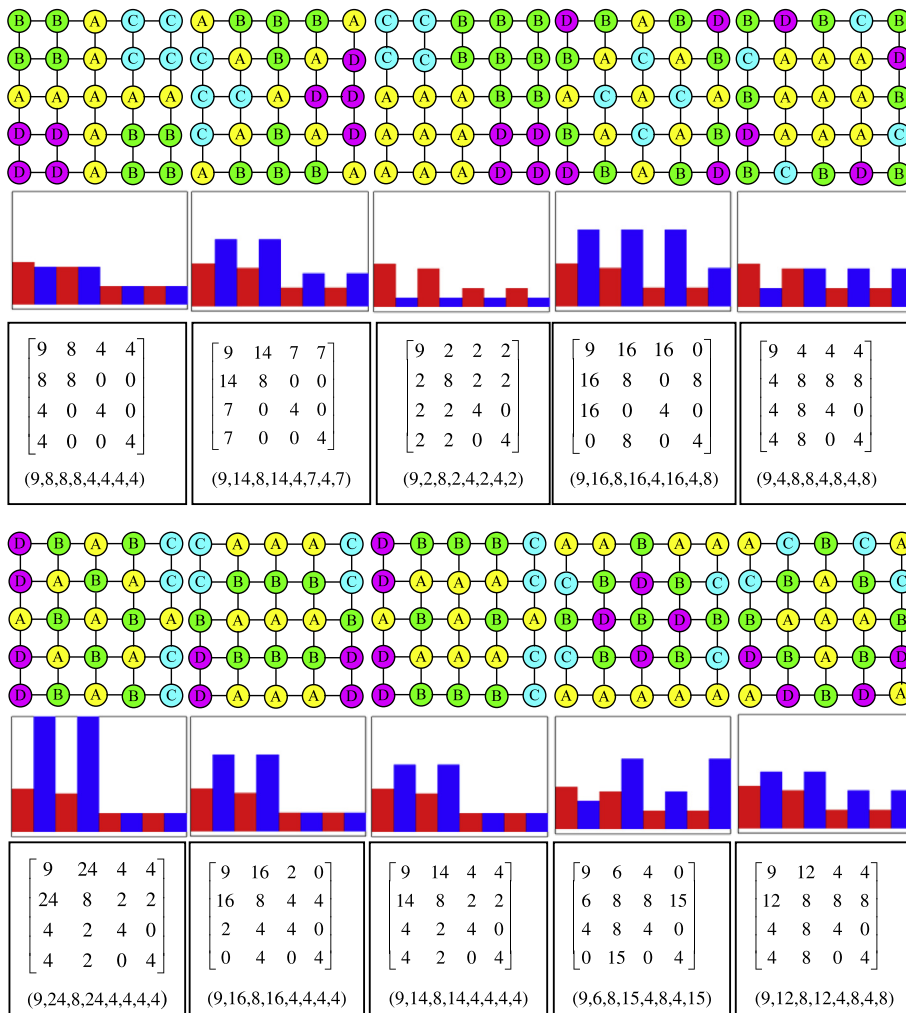 B B A C C A B B B A C C B B B D B A B D B D B C B
B B A C C C A B A D C C B B B B A C A B C A A A D
A A A A A C C A D D A A A B B A C A C A B A A A B
D D A B B C A B A D A A A D D B A C A B D A A A C
D D A B B A B B B A A A A D D D B A B D B C B D B
9 8 4 4
8 8 0 0
4 0 4 0
4 0 0 4
(9,8,8,8,4,4,4,4)
9 14 7 7
14 8 0 0
7 0 4 0
7 0 0 4
(9,14,8,14,4,7,4,7)
9 2 2 2
2 8 2 2
2 2 4 0
2 2 0 4
(9,2,8,2,4,2,4,2)
9 16 16 0
16 8 0 8
16 0 4 0
0 8 0 4
(9,16,8,16,4,16,4,8)
9 4 4 4
4 8 8 8
4 8 4 0
4 8 0 4
(9,4,8,8,4,8,4,8)
D B A B C C A A A C D B B B C A A B A A A C B C A
D A B A C C B B B C D A A A C C B D B C C B A B C
A B A B A B A A A B A B A B A B D B D B B A A A B
D A B A C D B B B D D A A A C C B D B C D B A B D
D B A B C D A A A D D B B B C A A A A A A D B D A
9 24 4 4
24 8 2 2
4 2 4 0
4 2 0 4
(9,24,8,24,4,4,4,4)
9 16 2 0
16 8 4 4
2 4 4 0
0 4 0 4
(9,16,8,16,4,4,4,4)
9 14 4 4
14 8 2 2
4 2 4 0
4 2 0 4
(9,14,8,14,4,4,4,4)
9 6 4 0
6 8 8 15
4 8 4 0
0 15 0 4
(9,6,8,15,4,8,4,15)
9 12 4 4
12 8 8 8
4 8 4 0
4 8 0 4
(9,12,8,12,4,8,4,8)